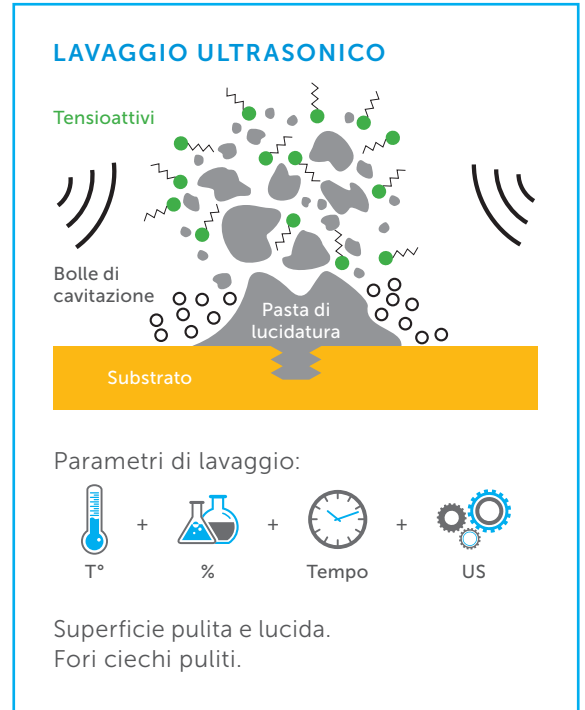 LAVAGGIO ULTRASONICO
Tensioattivi
Bolle di
cavitazione
Pasta di
lucidatura
Substrato
Parametri di lavaggio:
+ + +
T° % Tempo US
Superficie pulita e lucida.
Fori ciechi puliti.